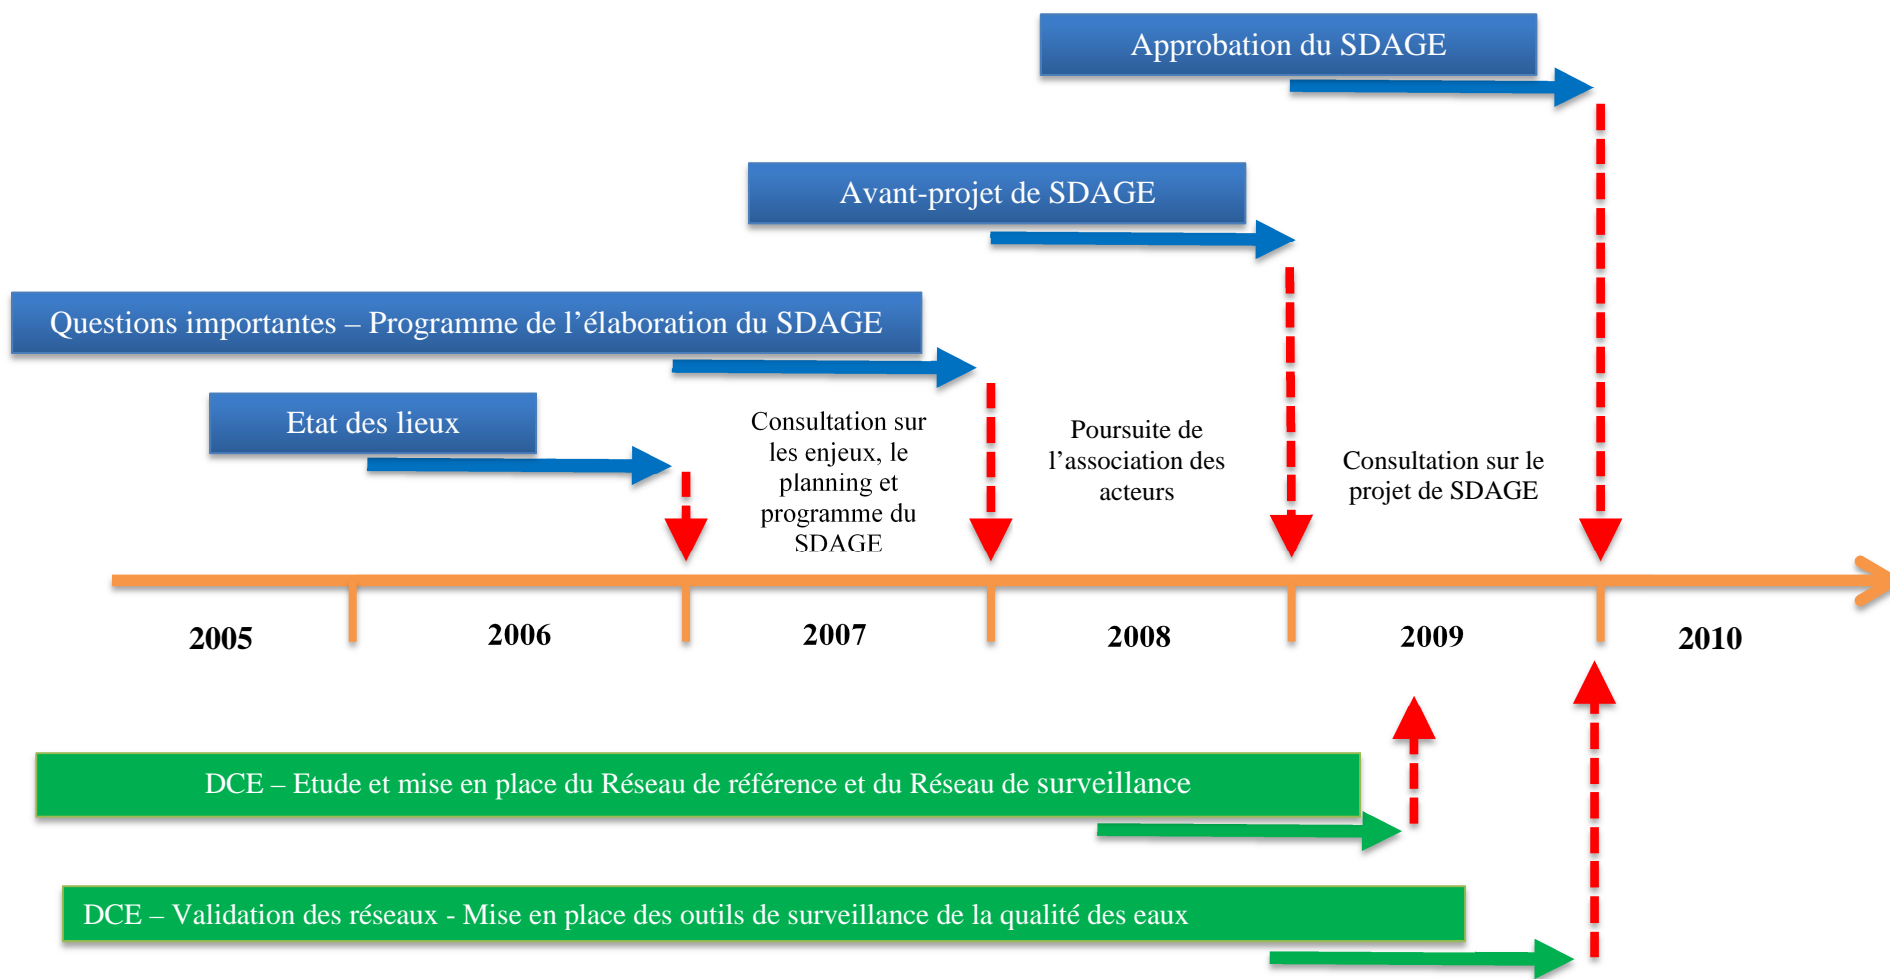 Approbation du SDAGE
Avant-projet de SDAGE
Questions importantes – Programme de l’élaboration du SDAGE
Etat des lieux
Consultation sur
les enjeux, le
planning et
programme du
SDAGE
Poursuite de
l’association des
acteurs
Consultation sur le
projet de SDAGE
2005
2006
2007
2008
2009
2010
DCE – Etude et mise en place du Réseau de référence et du Réseau de surveillance
DCE – Validation des réseaux - Mise en place des outils de surveillance de la qualité des eaux